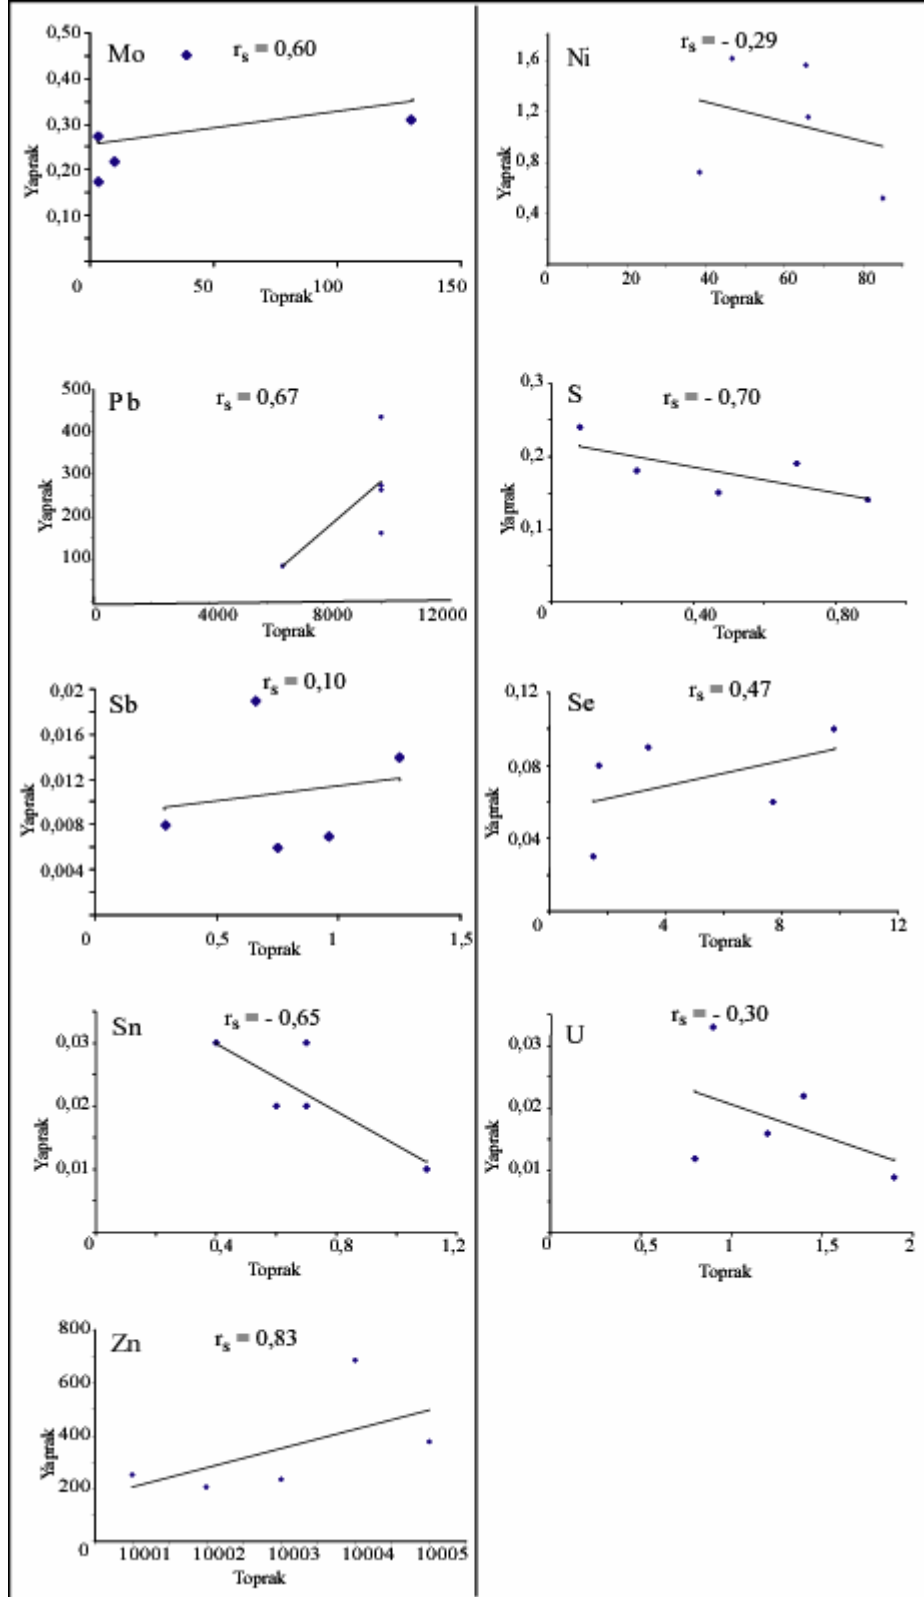 Mo rs = 0,60
0,50
0,40
0,30
0,20
0,10
Yaprak
0 50 100 150
Toprak
Ni rs = - 0,29
1,6
1,2
0,8
0,4
Yaprak
0 20 40 60 80
Toprak
Pb rs = 0,67
500
400
300
200
100
Yaprak
0 4000 8000 12000
Toprak
S rs = - 0,70
0,3
0,2
0,1
Yaprak
0 0,40 0,80
Toprak
Sb rs = 0,10
0,02
0,016
0,012
0,008
0,004
Yaprak
0 0,5 1 1,5
Toprak
Se rs = 0,47
0,12
0,08
0,04
Yaprak
0 4 8 12
Toprak
Sn rs = - 0,65
0,03
0,02
0,01
Yaprak
0 0,4 0,8 1,2
Toprak
U rs = - 0,30
0,03
0,02
0,01
Yaprak
0 0,5 1 1,5 2
Toprak
Zn rs = 0,83
800
600
400
200
Yaprak
0 10001 10002 10003 10004 10005
Toprak